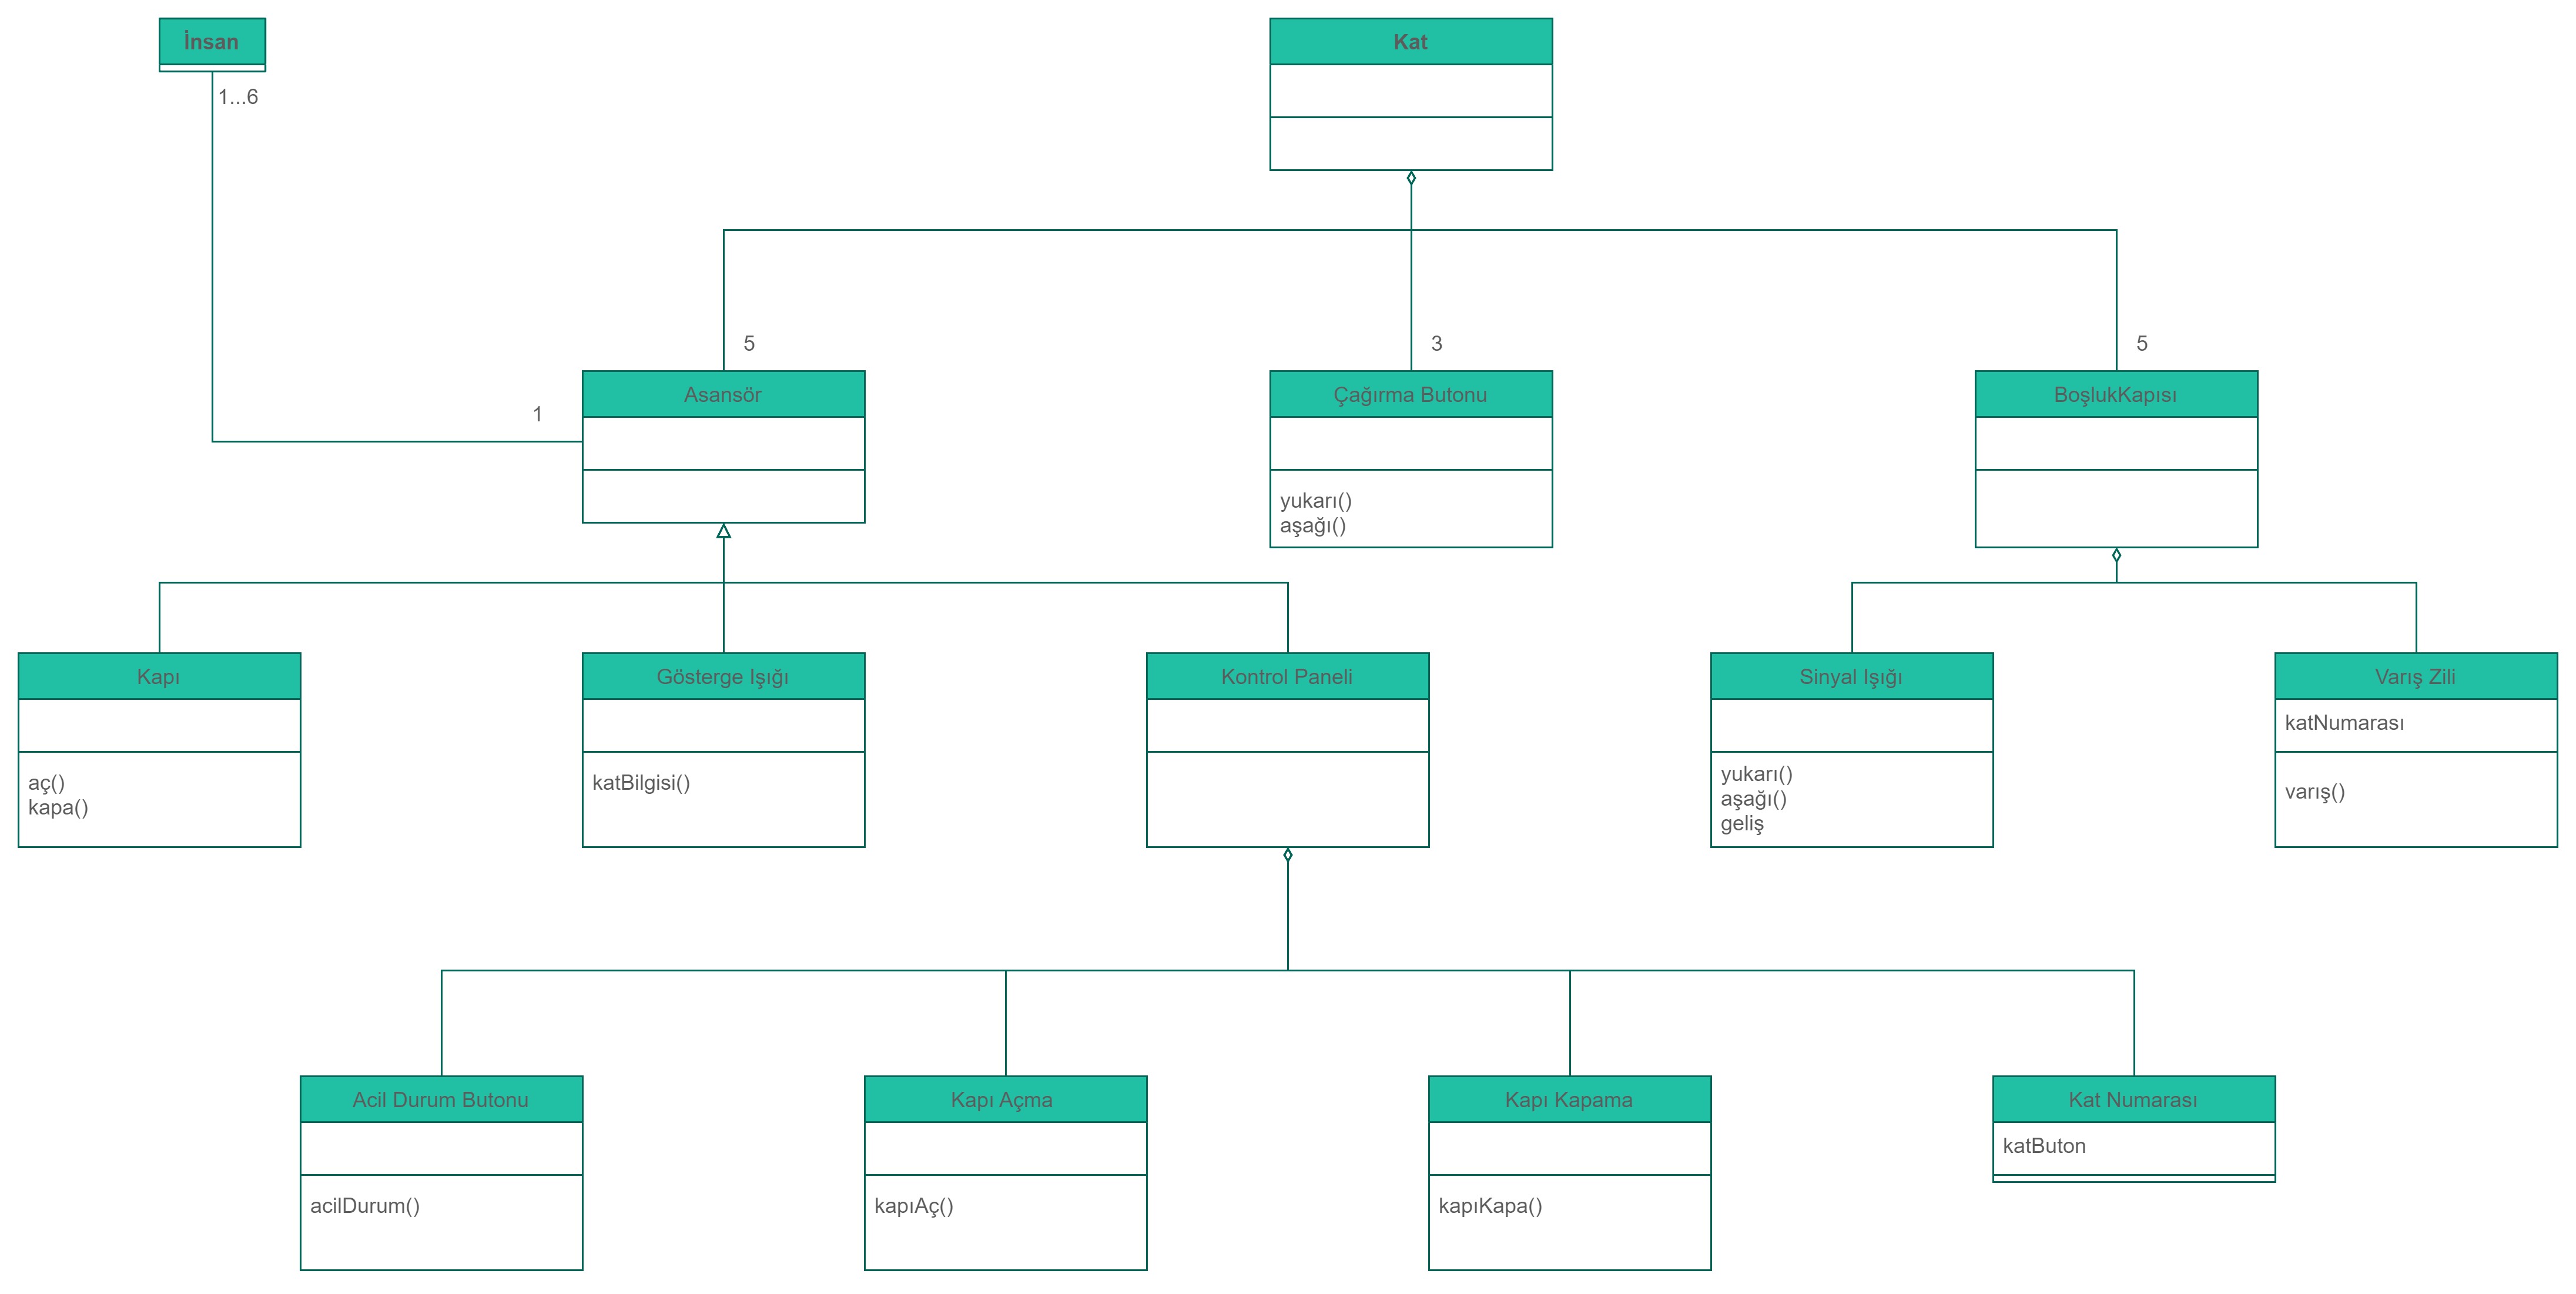 İnsan
Kat
1...6
5
3
5
1
Asansör
Çağırma Butonu
yukarı()
aşağı()
BoşlukKapısı
Kapı
aç()
kapa()
Gösterge Işığı
katBilgisi()
Kontrol Paneli
Sinyal Işığı
yukarı()
aşağı()
geliş
Varış Zili
katNumarası
varış()
Acil Durum Butonu
acilDurum()
Kapı Açma
kapıAç()
Kapı Kapama
kapıKapa()
Kat Numarası
katButon